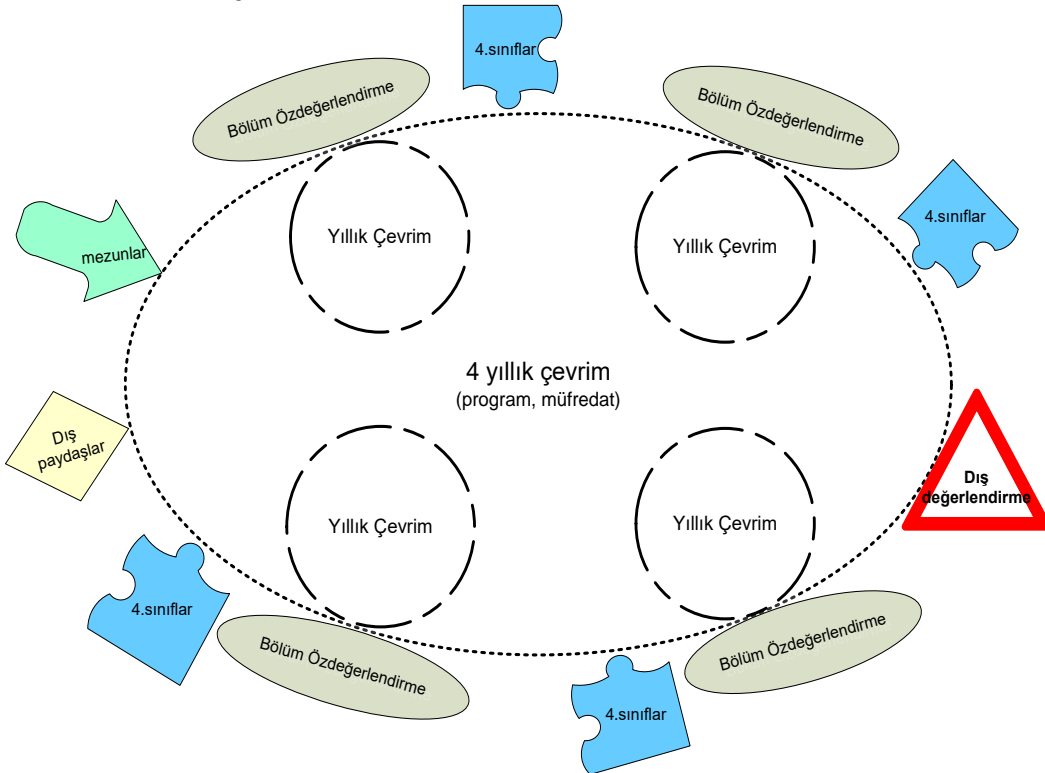 4.sınıflar
Bölüm Özdeğerlendirme
Bölüm Özdeğerlendirme
4.sınıflar
mezunlar
Yıllık Çevrim
Yıllık Çevrim
4 yıllık çevrim
(program, müfredat)
Dış
paydaşlar
Dış
değerlendirme
Yıllık Çevrim
Yıllık Çevrim
4.sınıflar
Bölüm Özdeğerlendirme
Bölüm Özdeğerlendirme
4.sınıflar